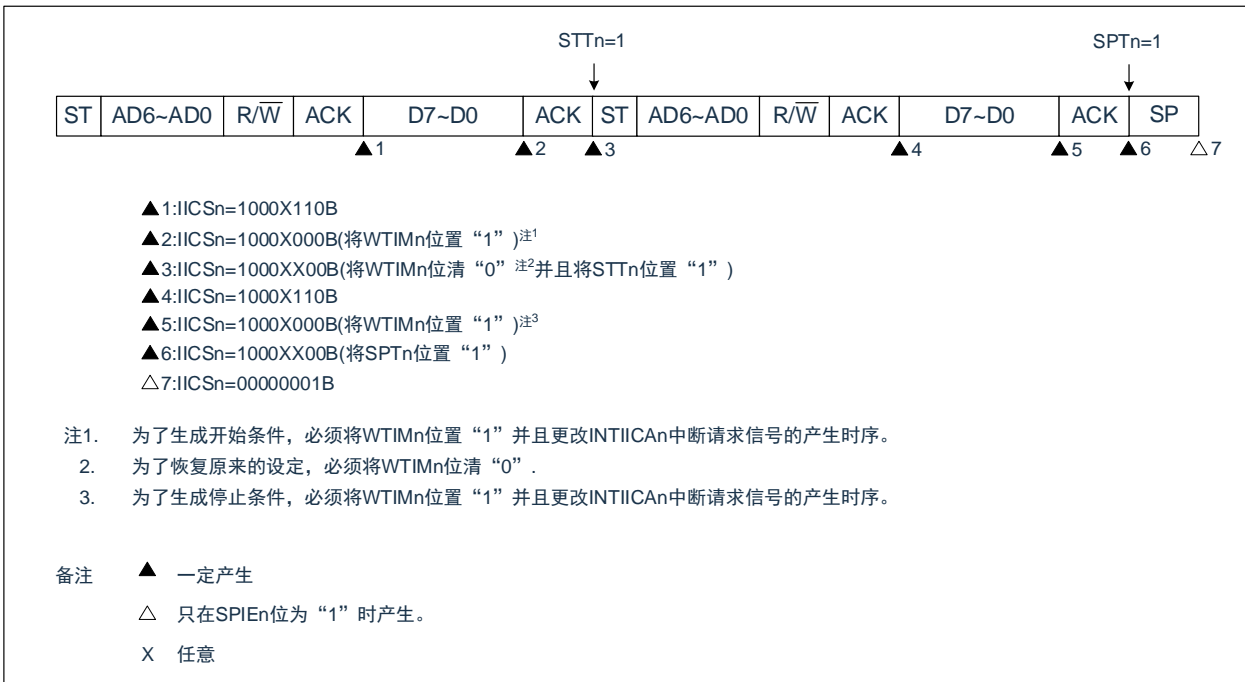 STTn=1 SPTn=1
ST AD6~AD0 R/W̅ ACK D7~D0 ACK ST AD6~AD0 R/W̅ ACK D7~D0 ACK SP
▲1 ▲2 ▲3 ▲4 ▲5 ▲6 △7
▲1:IICSn=1000X110B
▲2:IICSn=1000X000B(将WTIMn位置“1”)注1
▲3:IICSn=1000XX00B(将WTIMn位清“0”注2并且将STTn位置“1”)
▲4:IICSn=1000X110B
▲5:IICSn=1000X000B(将WTIMn位置“1”)注3
▲6:IICSn=1000XX00B(将SPTn位置“1”)
△7:IICSn=00000001B
注1. 为了生成开始条件，必须将WTIMn位置“1”并且更改INTIICAn中断请求信号的产生时序。
2. 为了恢复原来的设定，必须将WTIMn位清“0”.
3. 为了生成停止条件，必须将WTIMn位置“1”并且更改INTIICAn中断请求信号的产生时序。
备注 ▲ 一定产生
△ 只在SPIEn位为“1”时产生。
X 任意